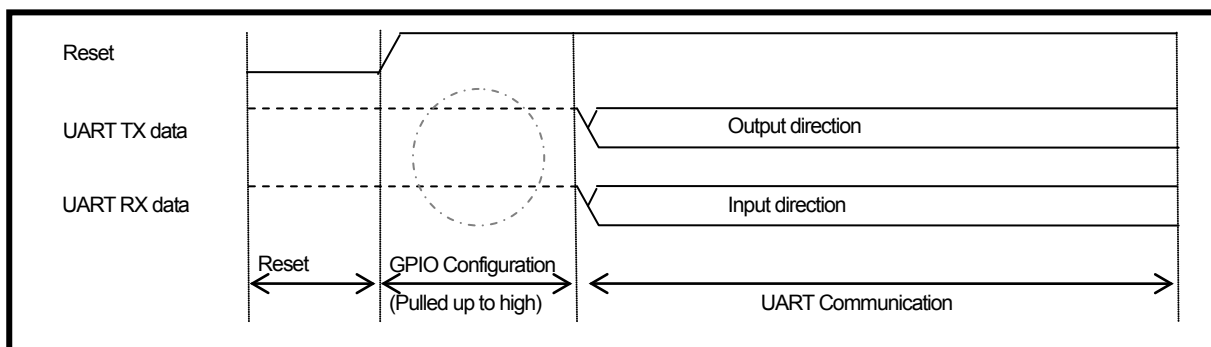 Reset
UART TX data
Output direction
UART RX data
Input direction
Reset
GPIO Configuration
(Pulled up to high)
UART Communication